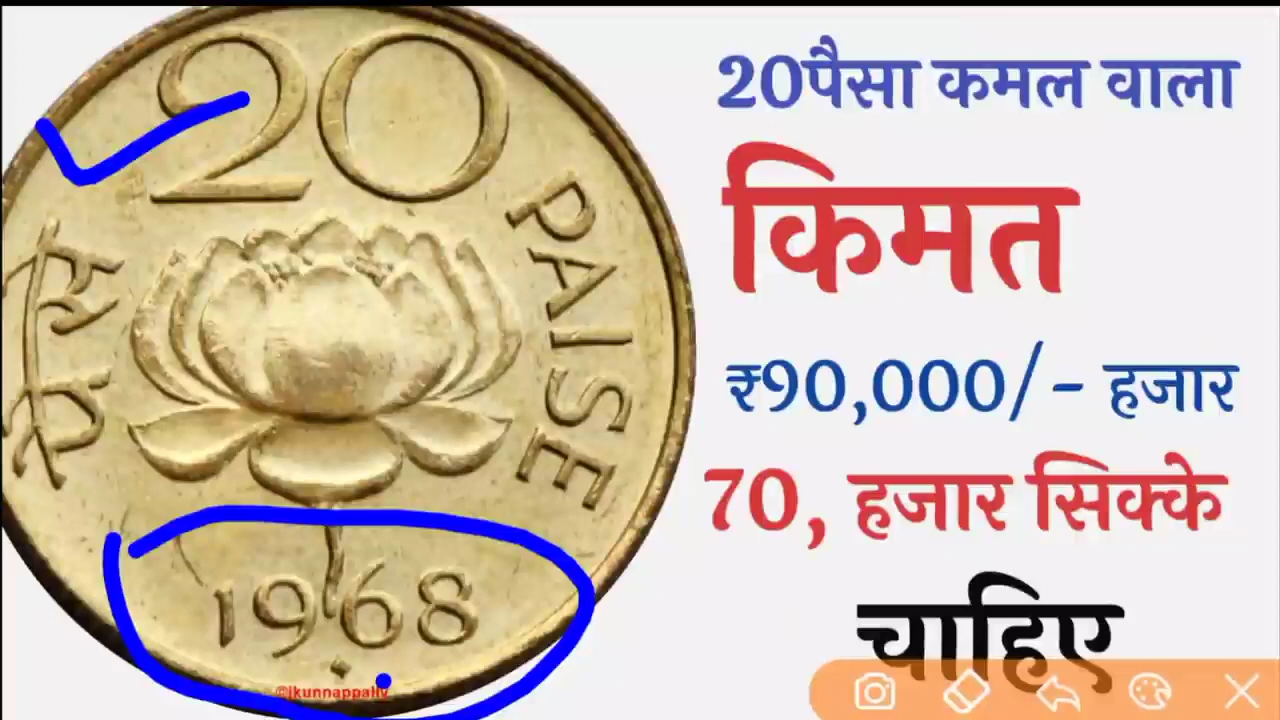 20
पैसे
PAISE
1968
©jkunnappally
20पैसा कमल वाला
किमत
₹90,000/- हजार
70, हजार सिक्के
चाहिए